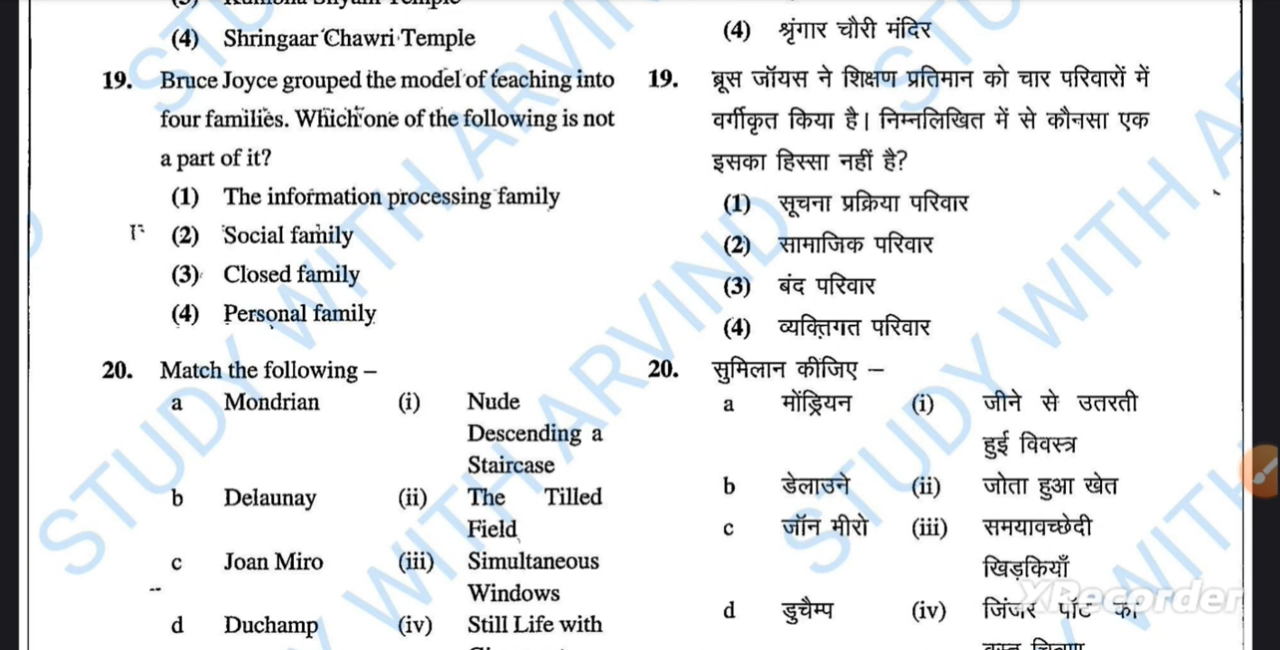 (4) Shringaar Chawri Temple
19. Bruce Joyce grouped the model of teaching into
four families. Which one of the following is not
a part of it?
(1) The information processing family
(2) Social family
(3) Closed family
(4) Personal family
20. Match the following –
a Mondrian (i) Nude
Descending a
Staircase
b Delaunay (ii) The Tilled
Field
c Joan Miro (iii) Simultaneous
Windows
d Duchamp (iv) Still Life with
(4) श्रृंगार चौरी मंदिर
19. ब्रूस जॉयस ने शिक्षण प्रतिमान को चार परिवारों में
वर्गीकृत किया है। निम्नलिखित में से कौनसा एक
इसका हिस्सा नहीं है?
(1) सूचना प्रक्रिया परिवार
(2) सामाजिक परिवार
(3) बंद परिवार
(4) व्यक्तिगत परिवार
20. सुमिलान कीजिए –
a मोंड्रियन (i) जीने से उतरती
हुई विवस्त्र
b डेलाउने (ii) जोता हुआ खेत
c जॉन मीरो (iii) समयावच्छेदी
खिड़कियाँ
d डुचैम्प (iv) जिंजर पॉट का
STUDY WITH ARVIND
XRecorder